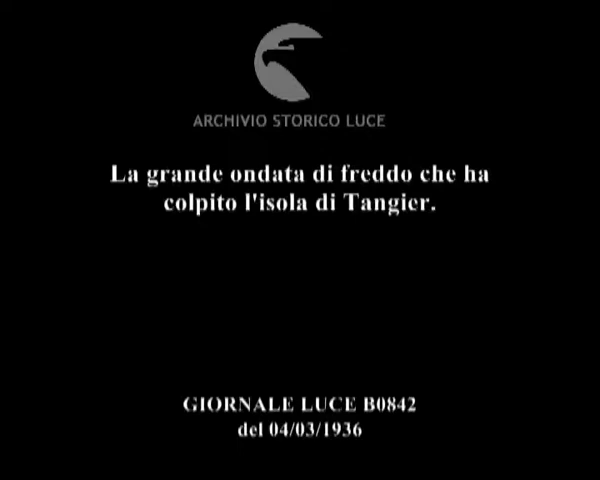 ARCHIVIO STORICO LUCE
La grande ondata di freddo che ha
colpito l'isola di Tangier.
GIORNALE LUCE B0842
del 04/03/1936